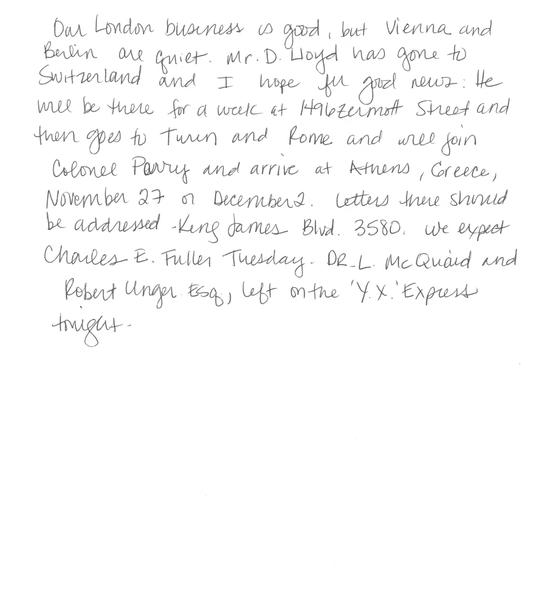 Our London business is good, but Vienna and
Berlin are quiet. Mr. D. Lloyd has gone to
Switzerland and I hope for good news. He
will be there for a week at 1496 Zermott Street and
then goes to Turin and Rome and will join
Colonel Parry and arrive at Athens, Greece,
November 27 or December 2. Letters there should
be addressed - King James Blvd. 3580. We expect
Charles E. Fuller Tuesday. DR. L. McQuaid and
Robert Unger Esq., left on the 'Y.X.' Express
tonight.